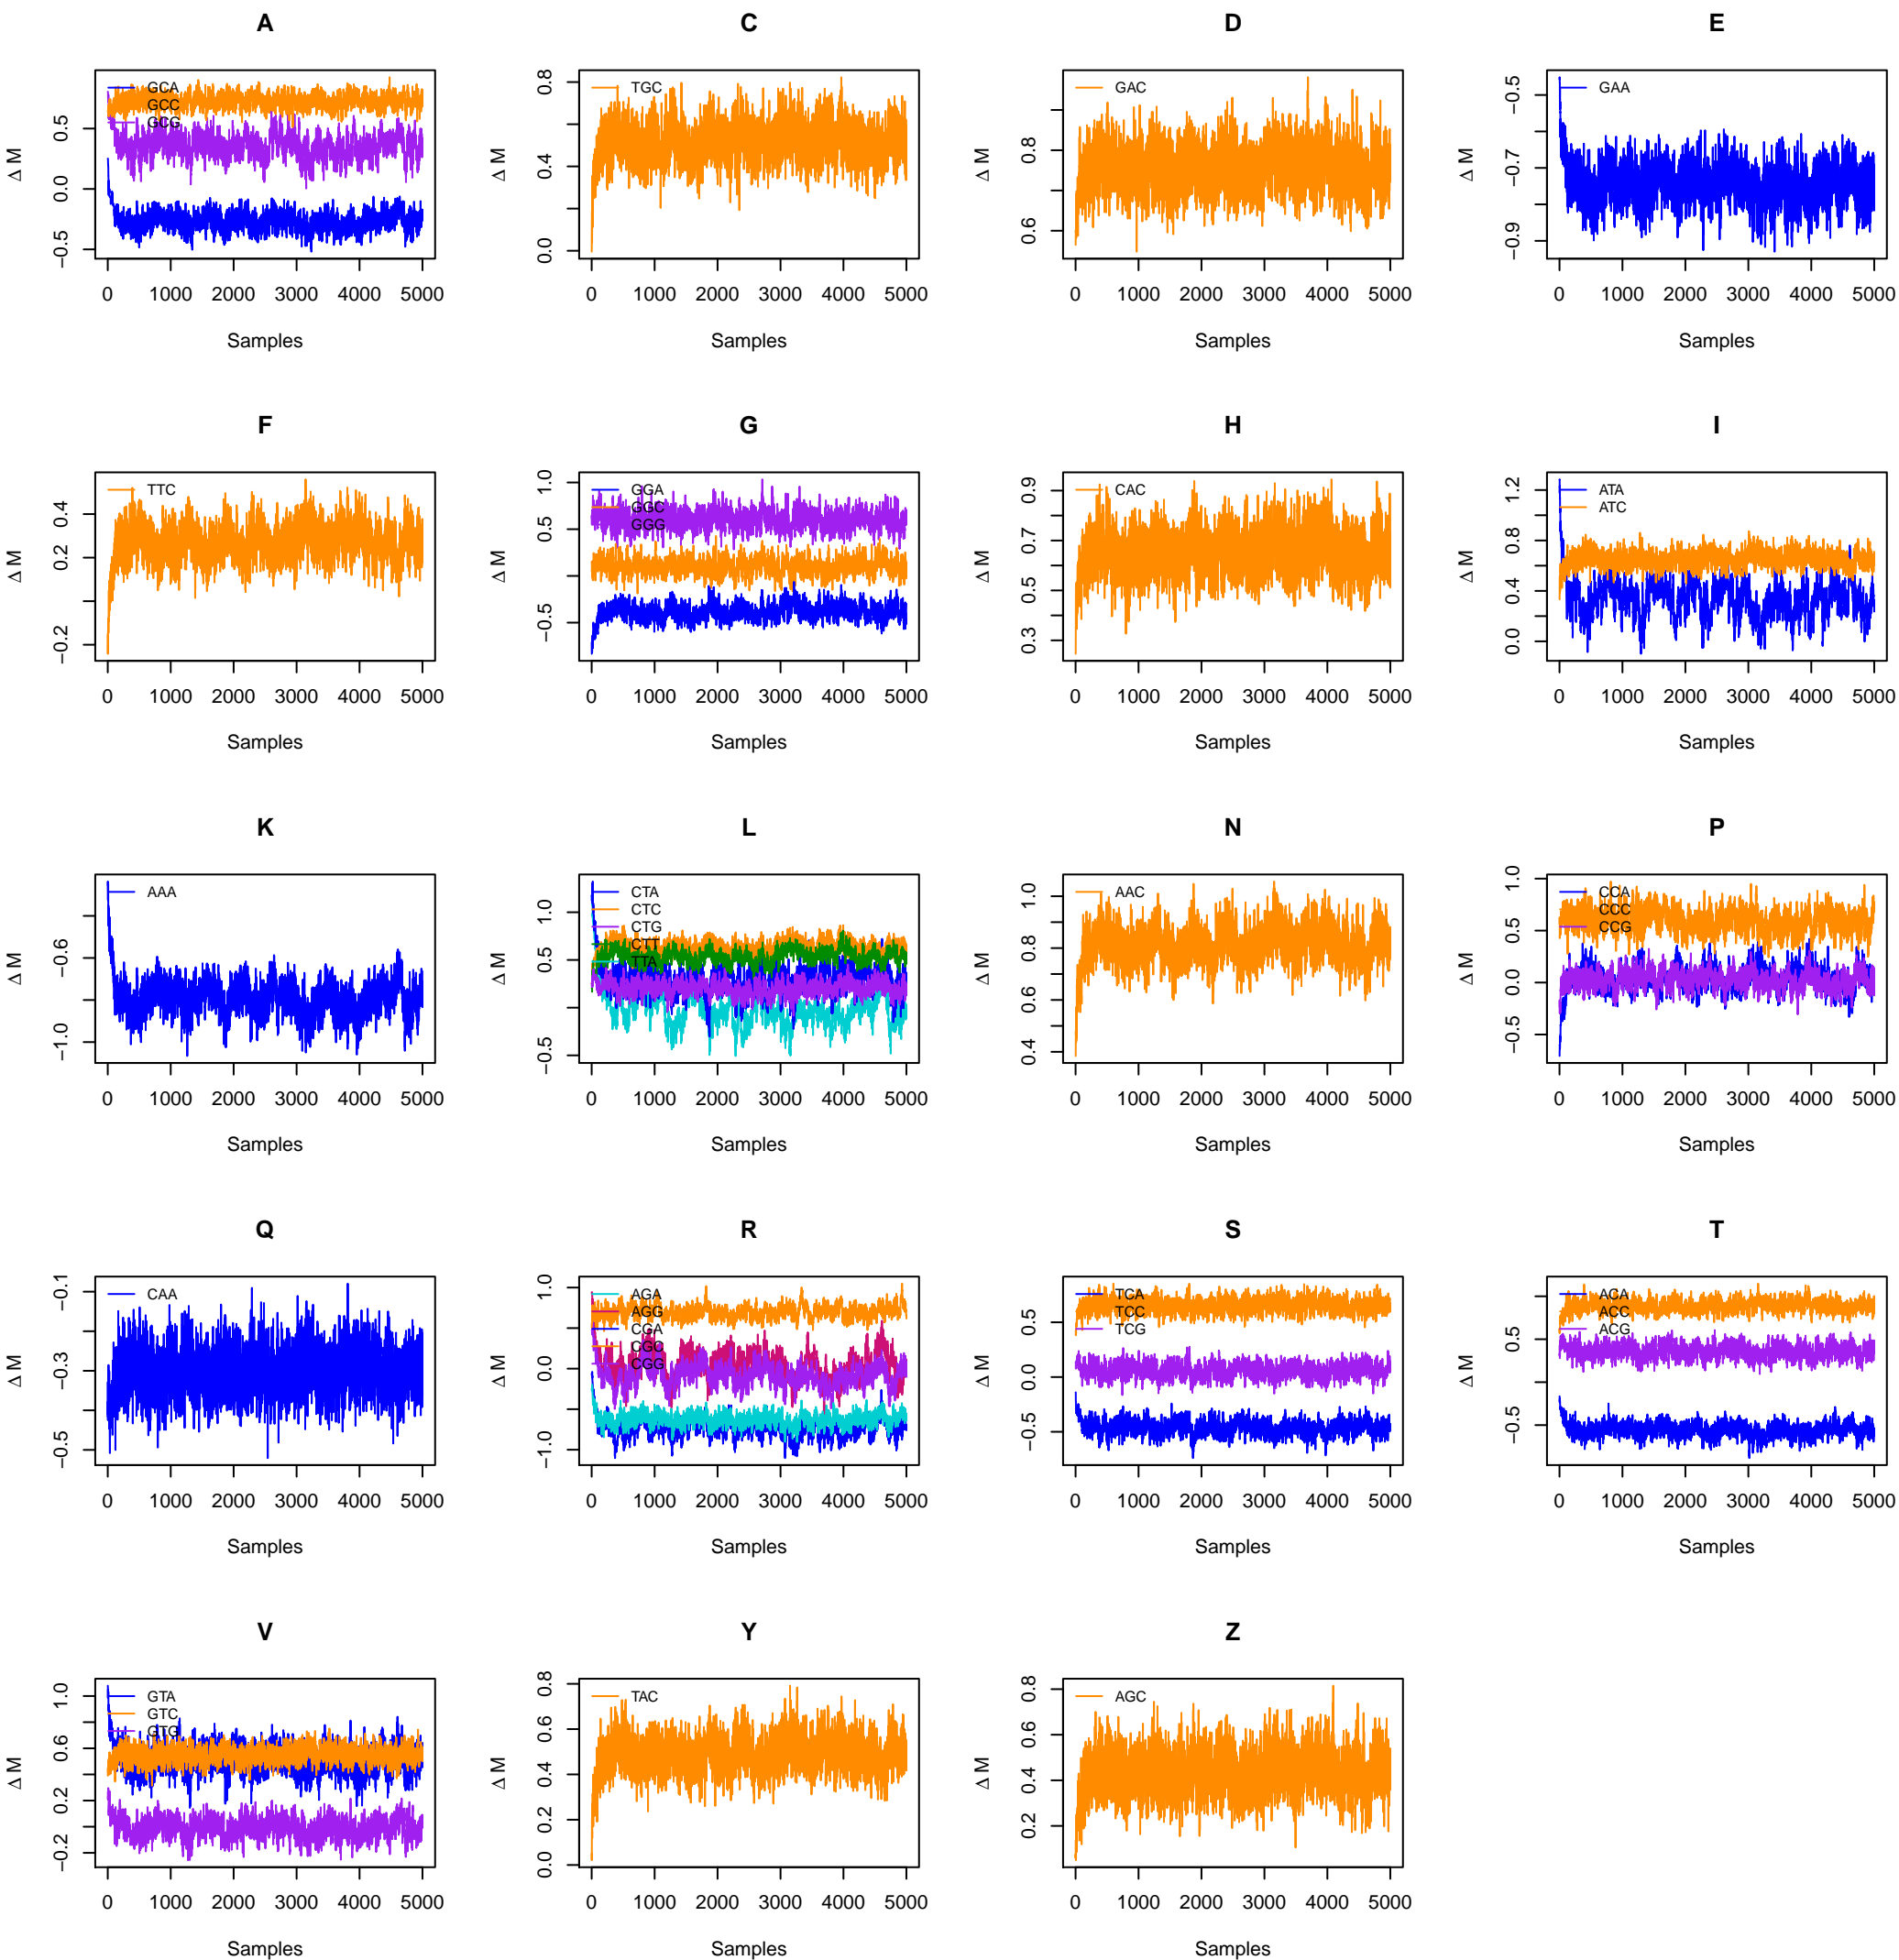 A
GCA
GCC
GCG
Δ M
0.5
0.0
−0.5
0 1000 2000 3000 4000 5000
Samples
C
TGC
Δ M
0.8
0.4
0.0
0 1000 2000 3000 4000 5000
Samples
D
GAC
Δ M
0.8
0.6
0 1000 2000 3000 4000 5000
Samples
E
GAA
Δ M
−0.5
−0.7
−0.9
0 1000 2000 3000 4000 5000
Samples
F
TTC
Δ M
0.4
0.2
−0.2
0 1000 2000 3000 4000 5000
Samples
G
GGA
GGC
GGG
Δ M
1.0
0.5
−0.5
0 1000 2000 3000 4000 5000
Samples
H
CAC
Δ M
0.9
0.7
0.5
0.3
0 1000 2000 3000 4000 5000
Samples
I
ATA
ATC
Δ M
1.2
0.8
0.4
0.0
0 1000 2000 3000 4000 5000
Samples
K
AAA
Δ M
−0.6
−1.0
0 1000 2000 3000 4000 5000
Samples
L
CTA
CTC
CTG
CTT
TTA
Δ M
1.0
0.5
−0.5
0 1000 2000 3000 4000 5000
Samples
N
AAC
Δ M
1.0
0.8
0.6
0.4
0 1000 2000 3000 4000 5000
Samples
P
CCA
CCC
CCG
Δ M
1.0
0.5
0.0
−0.5
0 1000 2000 3000 4000 5000
Samples
Q
CAA
Δ M
−0.1
−0.3
−0.5
0 1000 2000 3000 4000 5000
Samples
R
AGA
AGG
CGA
CGC
CGG
Δ M
1.0
0.0
−1.0
0 1000 2000 3000 4000 5000
Samples
S
TCA
TCC
TCG
Δ M
0.5
0.0
−0.5
0 1000 2000 3000 4000 5000
Samples
T
ACA
ACC
ACG
Δ M
0.5
−0.5
0 1000 2000 3000 4000 5000
Samples
V
GTA
GTC
GTG
Δ M
1.0
0.6
0.2
−0.2
0 1000 2000 3000 4000 5000
Samples
Y
TAC
Δ M
0.8
0.6
0.4
0.2
0.0
0 1000 2000 3000 4000 5000
Samples
Z
AGC
Δ M
0.8
0.6
0.4
0.2
0 1000 2000 3000 4000 5000
Samples